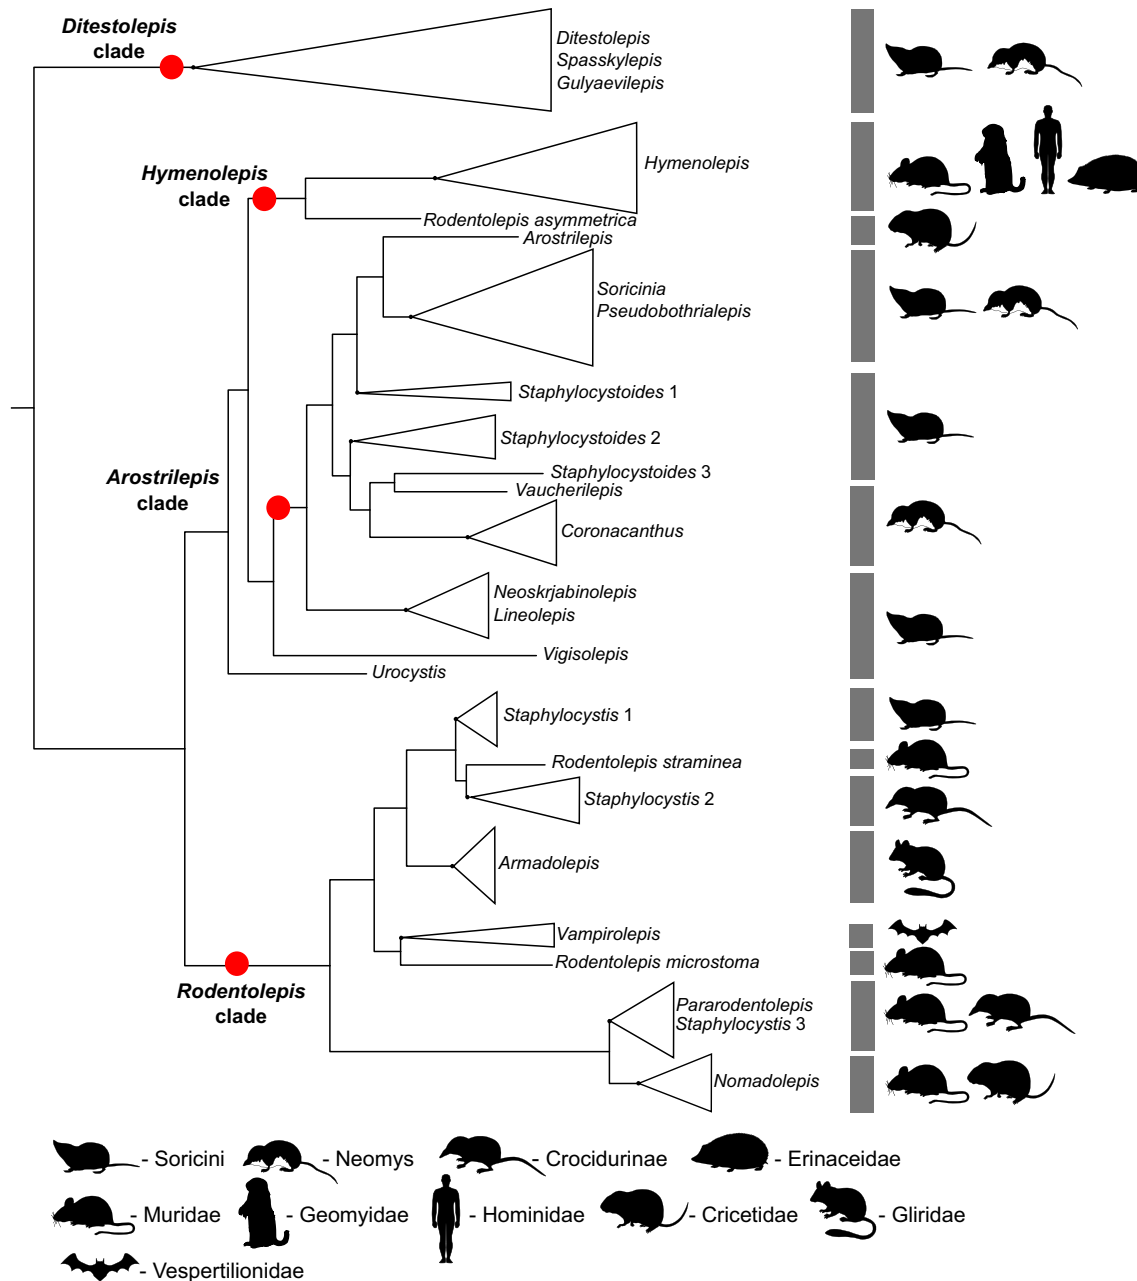 Ditestolepis
clade
Ditestolepis
Spasskylepis
Gulyaevilepis
Hymenolepis
clade
Hymenolepis
Rodentolepis asymmetrica
Arostrilepis
Soricinia
Pseudobothrialepis
Staphylocystoides 1
Staphylocystoides 2
Arostrilepis
clade
Staphylocystoides 3
Vaucherilepis
Coronacanthus
Neoskrjabinolepis
Lineolepis
Vigisolepis
Urocystis
Staphylocystis 1
Rodentolepis straminea
Staphylocystis 2
Armadolepis
Vampirolepis
Rodentolepis microstoma
Rodentolepis
clade
Pararodentolepis
Staphylocystis 3
Nomadolepis
- Soricini - Neomys - Crocidurinae - Erinaceidae
- Muridae - Geomyidae - Hominidae - Cricetidae - Gliridae
- Vespertilionidae